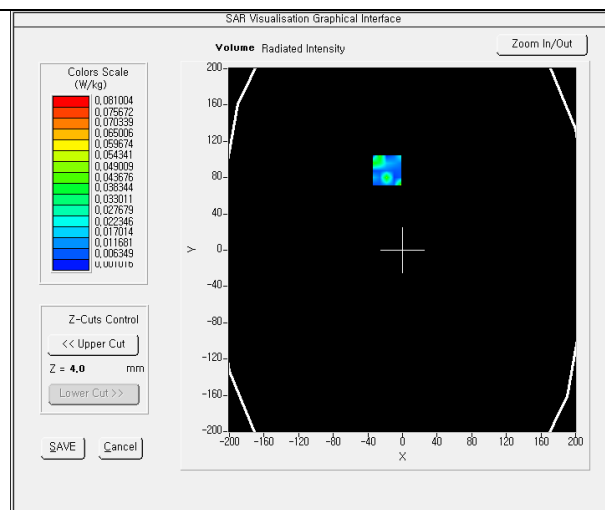 SAR Visualisation Graphical Interface
Volume Radiated Intensity
Zoom In/Out
Colors Scale
(W/kg)
0,081004
0,075672
0,070339
0,065006
0,059674
0,054341
0,049009
0,043676
0,038344
0,033011
0,027679
0,022346
0,017014
0,011681
0,006349
0,001016
Z-Cuts Control
<< Upper Cut
Z = 4.0 mm
Lower Cut >>
SAVE Cancel
200
160
120
80
40
0
-40
-80
-120
-160
-200
Y
-200 -160 -120 -80 -40 0 40 80 120 160 200
X